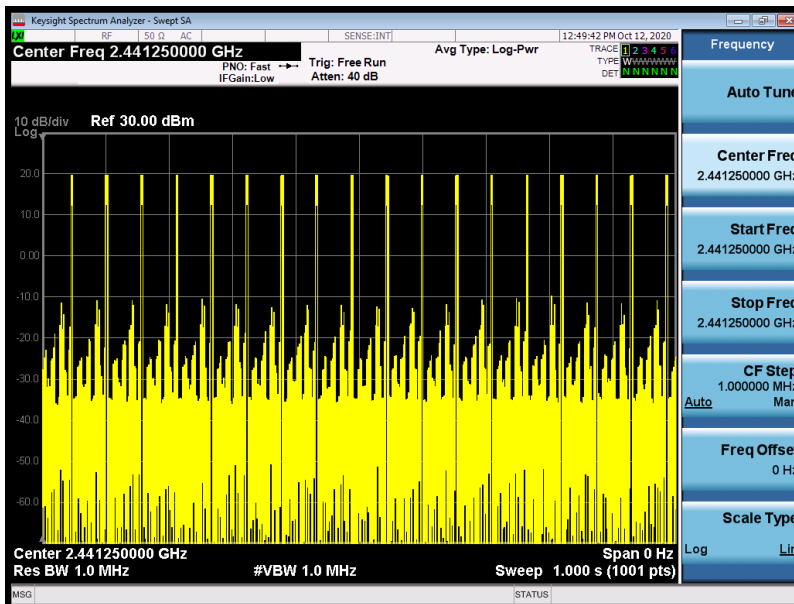 Keysight Spectrum Analyzer - Swept SA
LXI RF 50 Ω AC SENSE:INT 12:49:42 PM Oct 12, 2020
Center Freq 2.441250000 GHz
PNO: Fast
IFGain:Low
Trig: Free Run
Atten: 40 dB
Avg Type: Log-Pwr
TRACE 1 2 3 4 5 6
TYPE WWWWWW
DET N N N N N N
10 dB/div Ref 30.00 dBm
Log
20.0
10.0
0.00
-10.0
-20.0
-30.0
-40.0
-50.0
-60.0
Center 2.441250000 GHz Span 0 Hz
Res BW 1.0 MHz #VBW 1.0 MHz Sweep 1.000 s (1001 pts)
MSG STATUS
Frequency
Auto Tune
Center Freq
2.441250000 GHz
Start Freq
2.441250000 GHz
Stop Freq
2.441250000 GHz
CF Step
1.000000 MHz
Auto Man
Freq Offset
0 Hz
Scale Type
Log Lin